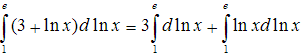 ∫₁ᵉ (3 + ln x) d ln x = 3 ∫₁ᵉ d ln x + ∫₁ᵉ ln x d ln x